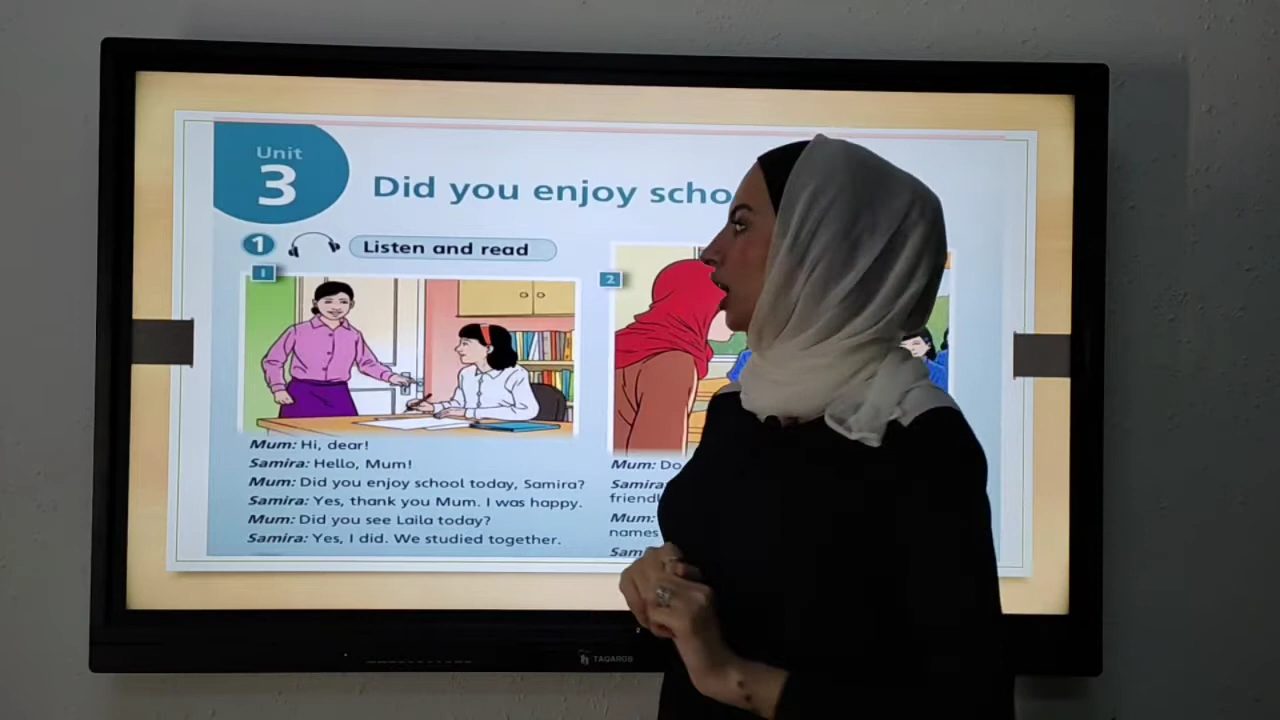 Unit
3
Did you enjoy scho
1
Listen and read
1
Mum: Hi, dear!
Samira: Hello, Mum!
Mum: Did you enjoy school today, Samira?
Samira: Yes, thank you Mum. I was happy.
Mum: Did you see Laila today?
Samira: Yes, I did. We studied together.
2
Mum: Do
Samira
friendl
Mum:
names
Sam
TAQAROB